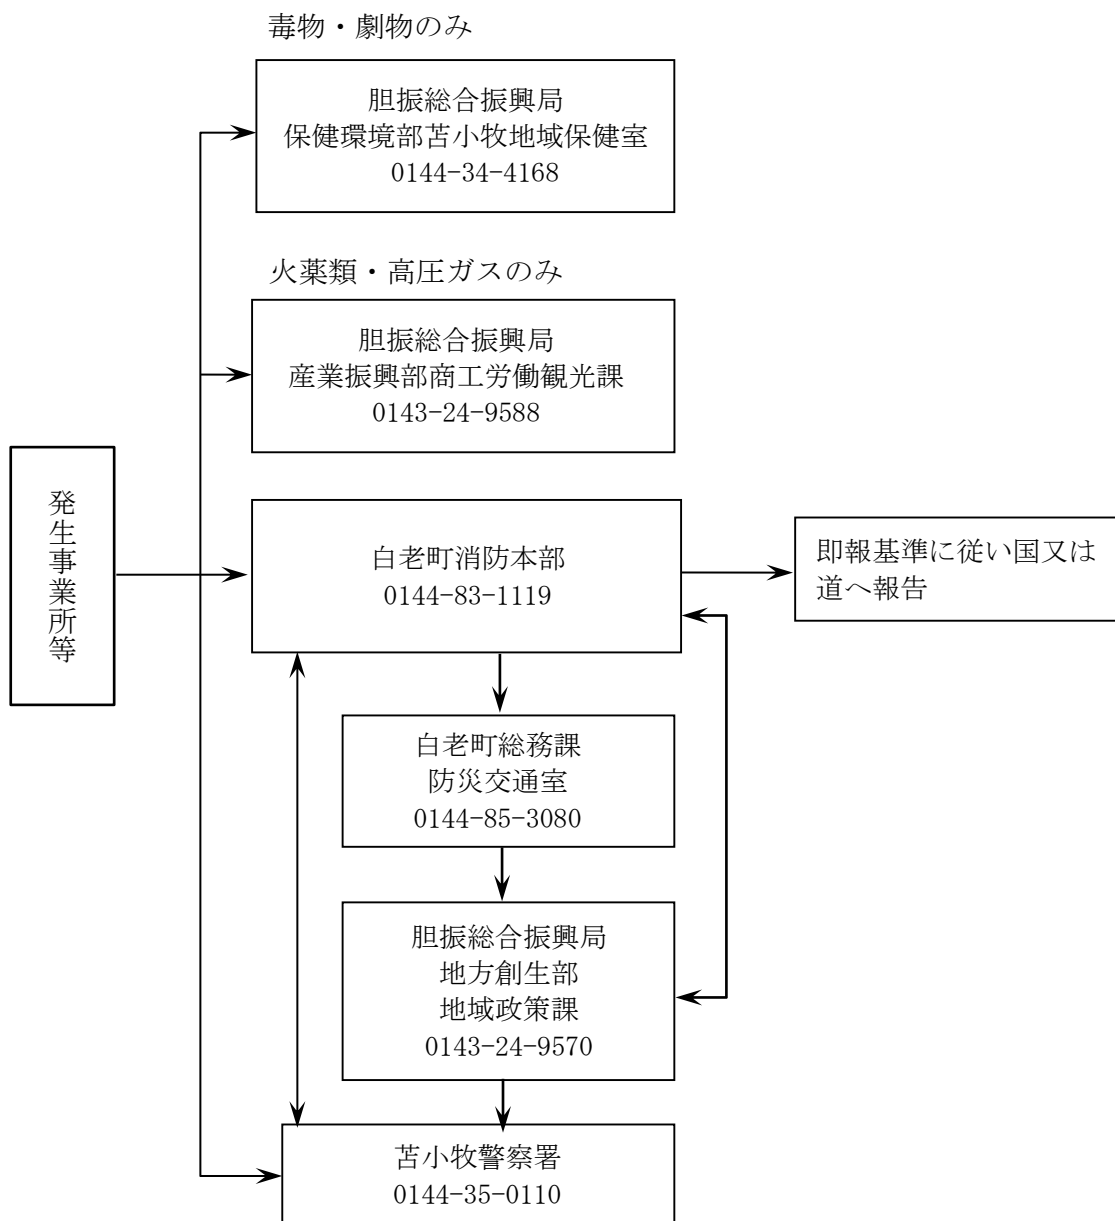 毒物・劇物のみ
胆振総合振興局
保健環境部苫小牧地域保健室
0144-34-4168
火薬類・高圧ガスのみ
胆振総合振興局
産業振興部商工労働観光課
0143-24-9588
発生事業所等
白老町消防本部
0144-83-1119
即報基準に従い国又は
道へ報告
白老町総務課
防災交通室
0144-85-3080
胆振総合振興局
地方創生部
地域政策課
0143-24-9570
苫小牧警察署
0144-35-0110